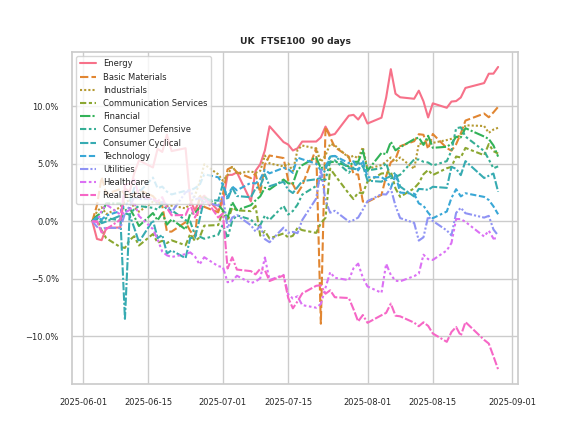 UK  FTSE100  90 days
Energy
Basic Materials
Industrials
Communication Services
Financial
Consumer Defensive
Consumer Cyclical
Technology
Utilities
Healthcare
Real Estate
10.0%
5.0%
0.0%
−5.0%
−10.0%
2025-06-01
2025-06-15
2025-07-01
2025-07-15
2025-08-01
2025-08-15
2025-09-01